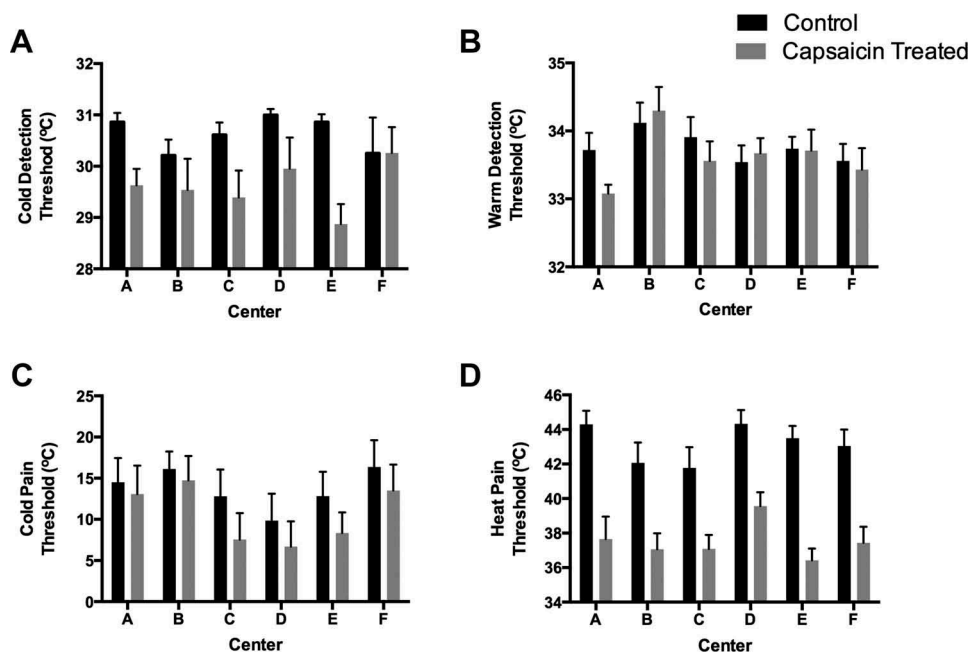 Control
Capsaicin Treated
A
Cold Detection
Threshod (ºC)
32
31
30
29
28
A B C D E F
Center
B
Warm Detection
Threshold (ºC)
35
34
33
32
A B C D E F
Center
C
Cold Pain
Threshold (ºC)
25
20
15
10
5
0
A B C D E F
Center
D
Heat Pain
Threshold (ºC)
46
44
42
40
38
36
34
A B C D E F
Center